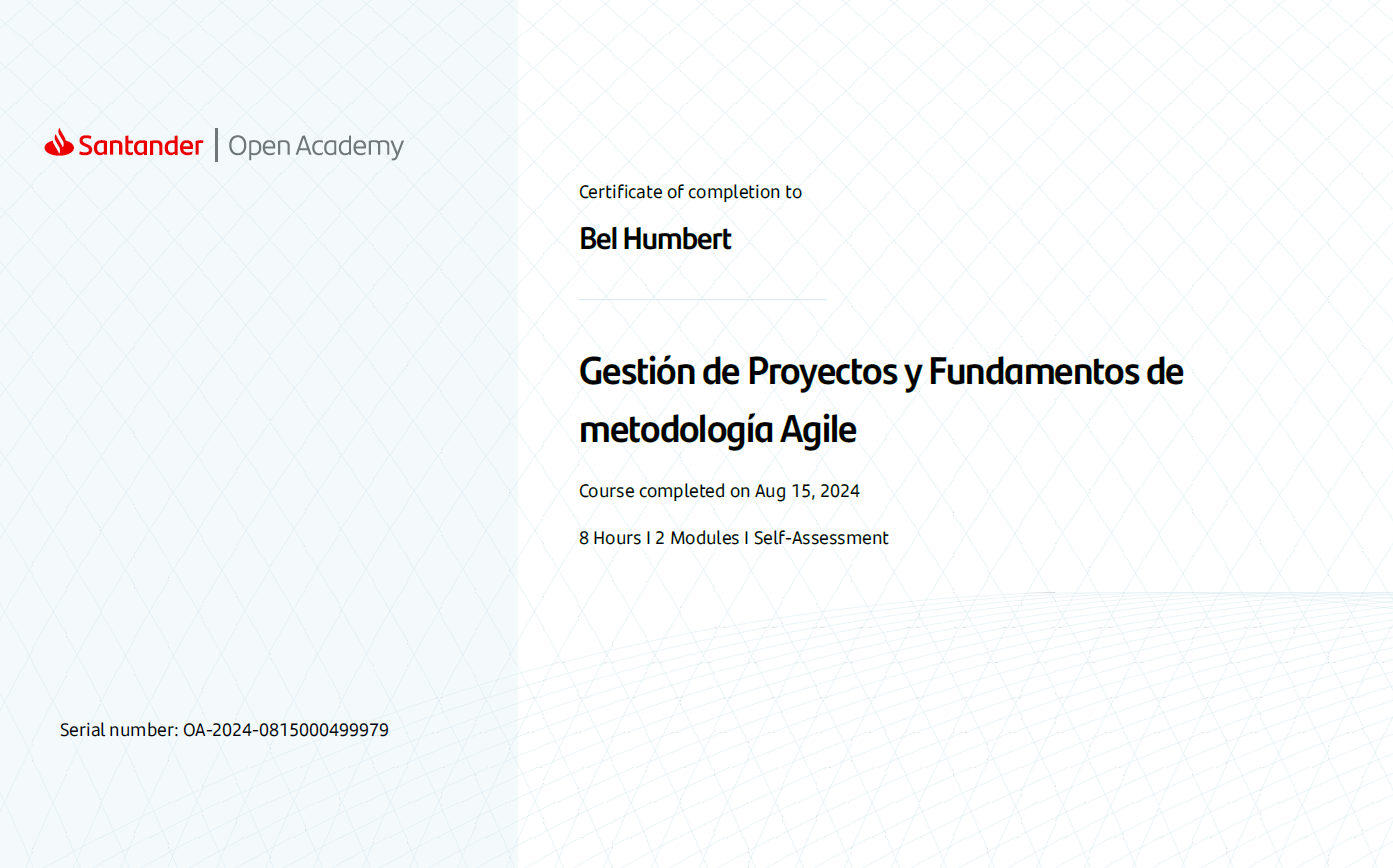 Santander | Open Academy
Certificate of completion to
Bel Humbert
Gestión de Proyectos y Fundamentos de
metodología Agile
Course completed on Aug 15, 2024
8 Hours I 2 Modules I Self-Assessment
Serial number: OA-2024-0815000499979